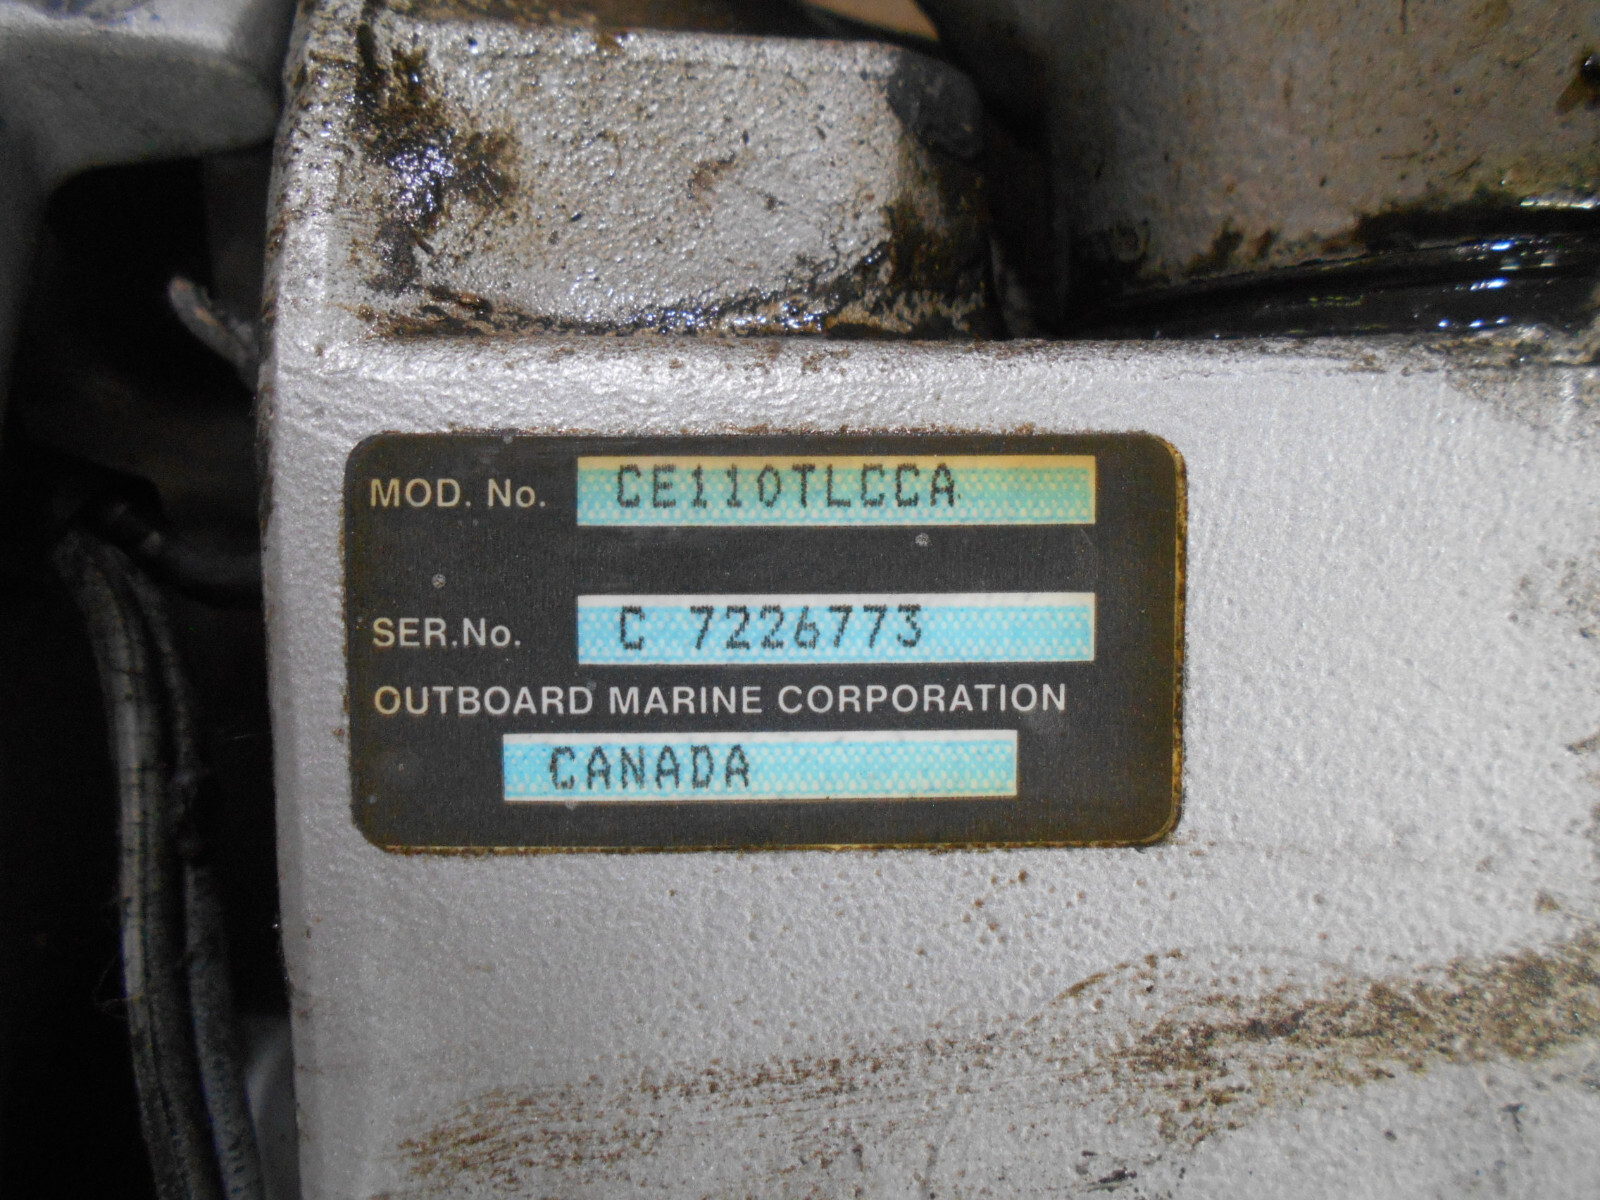 MOD. No. CE110TLCCA
SER.No. C 7226773
OUTBOARD MARINE CORPORATION
CANADA